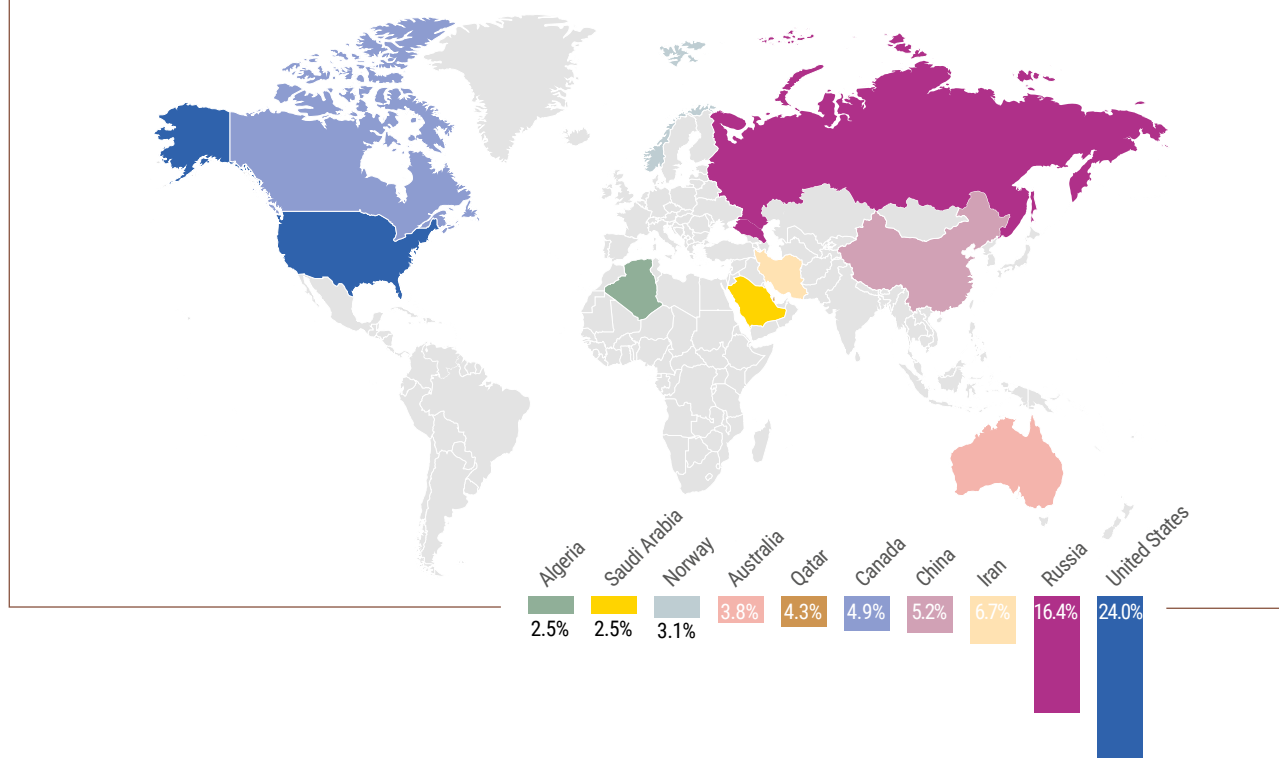 Algeria
Saudi Arabia
Norway
Australia
Qatar
Canada
China
Iran
Russia
United States
2.5%
2.5%
3.1%
3.8%
4.3%
4.9%
5.2%
6.7%
16.4%
24.0%